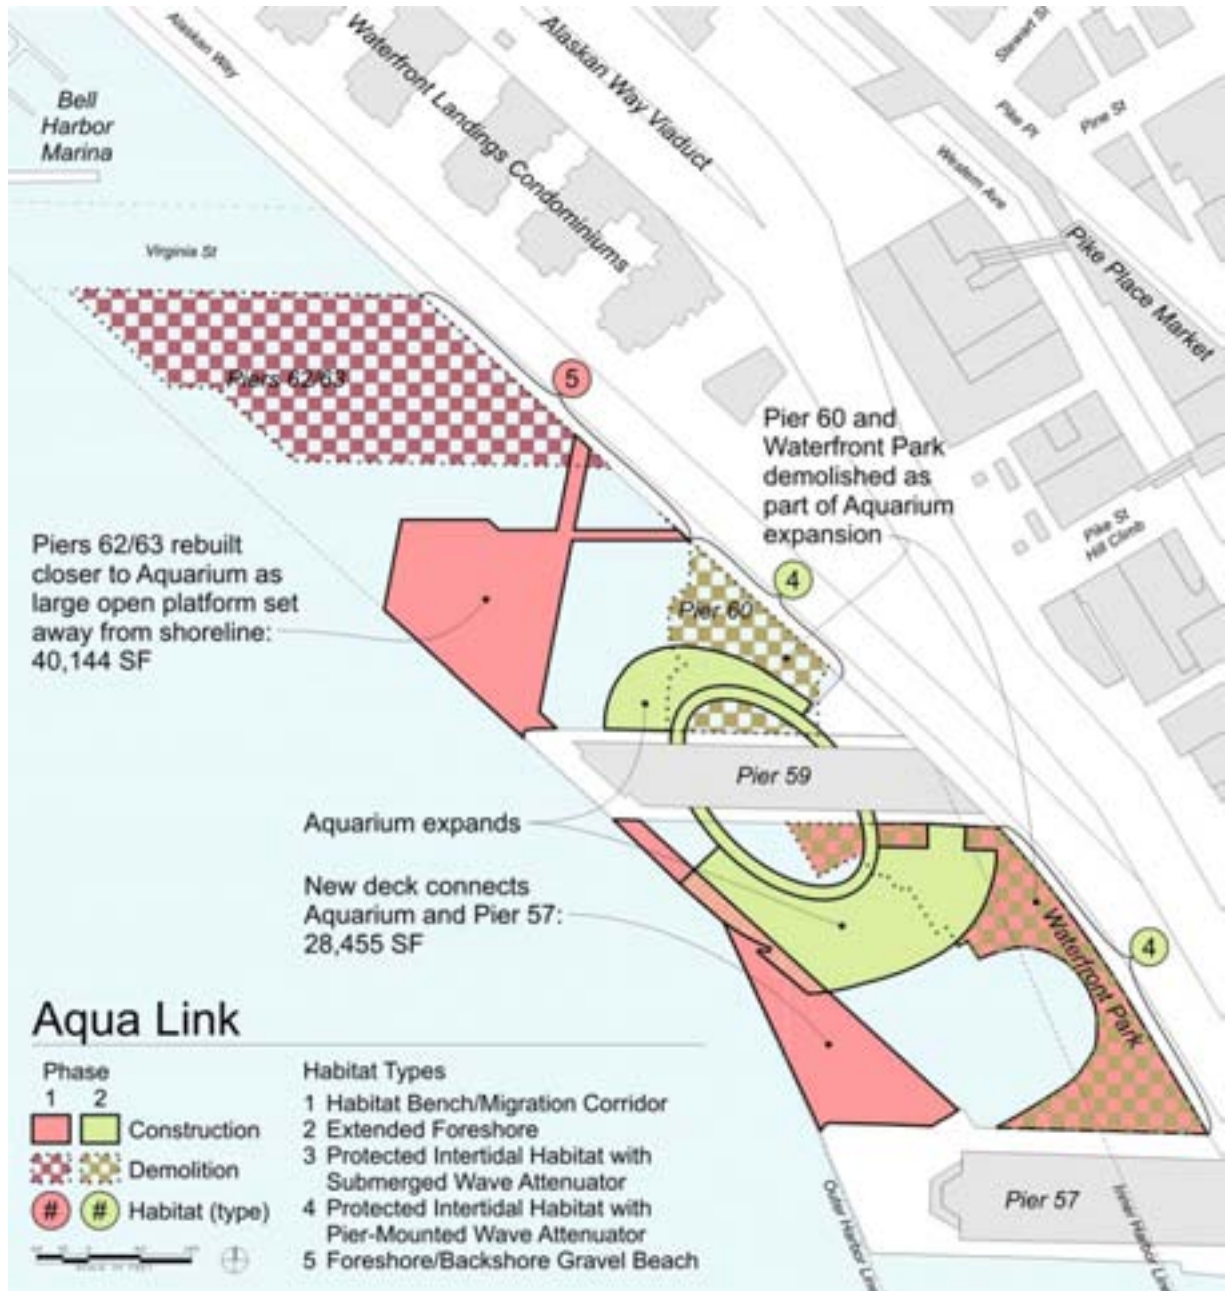 Alaskan Way
Waterfront Landings Condominiums
Alaskan Way Viaduct
Stewart St
Pike Pl
Pine St
Western Ave
Pike Place Market
Bell
Harbor
Marina
Virginia St
Piers 62/63
5
Pier 60 and
Waterfront Park
demolished as
part of Aquarium
expansion
Pike St
Hill Climb
Piers 62/63 rebuilt
closer to Aquarium as
large open platform set
away from shoreline:
40,144 SF
4
Pier 60
Pier 59
Aquarium expands
New deck connects
Aquarium and Pier 57:
28,455 SF
Waterfront Park
4
Aqua Link
Phase
1 2
Construction
Demolition
# # Habitat (type)
Habitat Types
1 Habitat Bench/Migration Corridor
2 Extended Foreshore
3 Protected Intertidal Habitat with
Submerged Wave Attenuator
4 Protected Intertidal Habitat with
Pier-Mounted Wave Attenuator
5 Foreshore/Backshore Gravel Beach
Pier 57
Outer Harbor Line
Inner Harbor Line